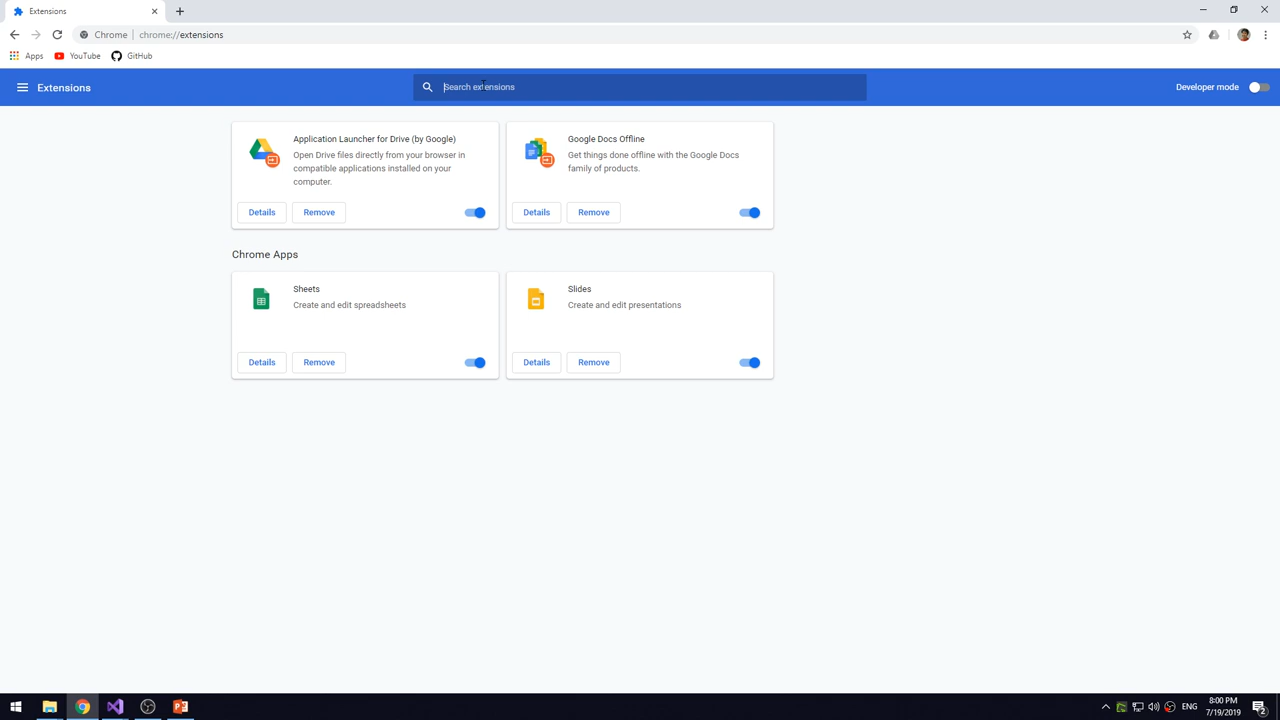 Extensions
Chrome
chrome://extensions
Apps
YouTube
GitHub
Extensions
Search extensions
Developer mode
Application Launcher for Drive (by Google)
Open Drive files directly from your browser in
compatible applications installed on your
computer.
Details
Remove
Google Docs Offline
Get things done offline with the Google Docs
family of products.
Details
Remove
Chrome Apps
Sheets
Create and edit spreadsheets
Details
Remove
Slides
Create and edit presentations
Details
Remove
ENG
8:00 PM
7/19/2019
2